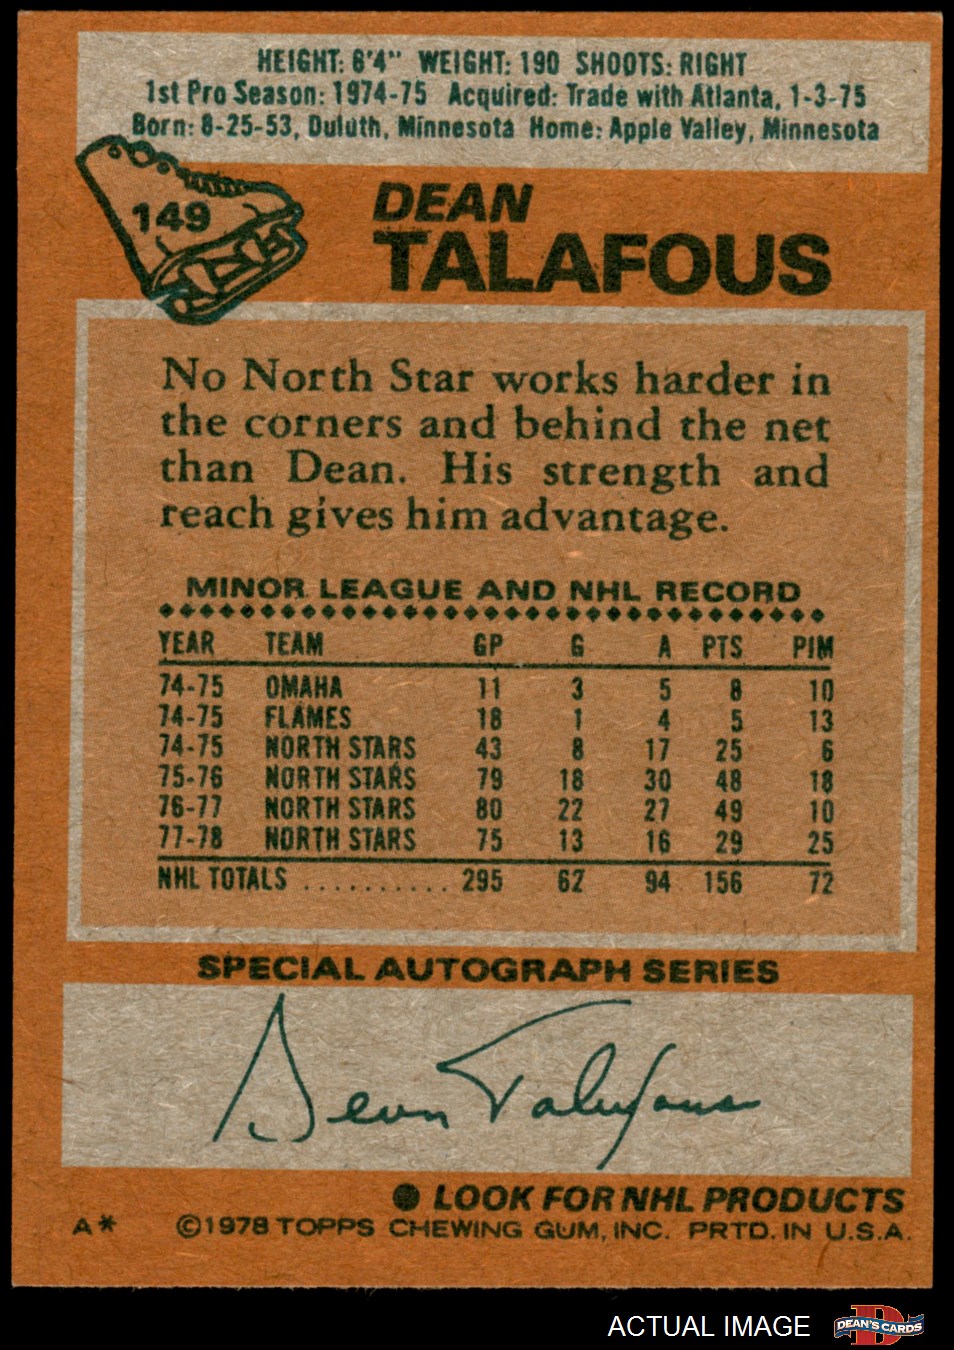 HEIGHT: 6'4" WEIGHT: 190 SHOOTS: RIGHT
1st Pro Season: 1974-75 Acquired: Trade with Atlanta, 1-3-75
Born: 8-25-53, Duluth, Minnesota Home: Apple Valley, Minnesota
149
DEAN
TALAFOUS
No North Star works harder in
the corners and behind the net
than Dean. His strength and
reach gives him advantage.
MINOR LEAGUE AND NHL RECORD
YEAR TEAM GP G A PTS PIM
74-75 OMAHA 11 3 5 8 10
74-75 FLAMES 18 1 4 5 13
74-75 NORTH STARS 43 8 17 25 6
75-76 NORTH STARS 79 18 30 48 18
76-77 NORTH STARS 80 22 27 49 10
77-78 NORTH STARS 75 13 16 29 25
NHL TOTALS .......... 295 62 94 156 72
SPECIAL AUTOGRAPH SERIES
Dean Talafous
● LOOK FOR NHL PRODUCTS
A* ©1978 TOPPS CHEWING GUM, INC. PRTD. IN U.S.A.
ACTUAL IMAGE
D
DEAN'S CARDS